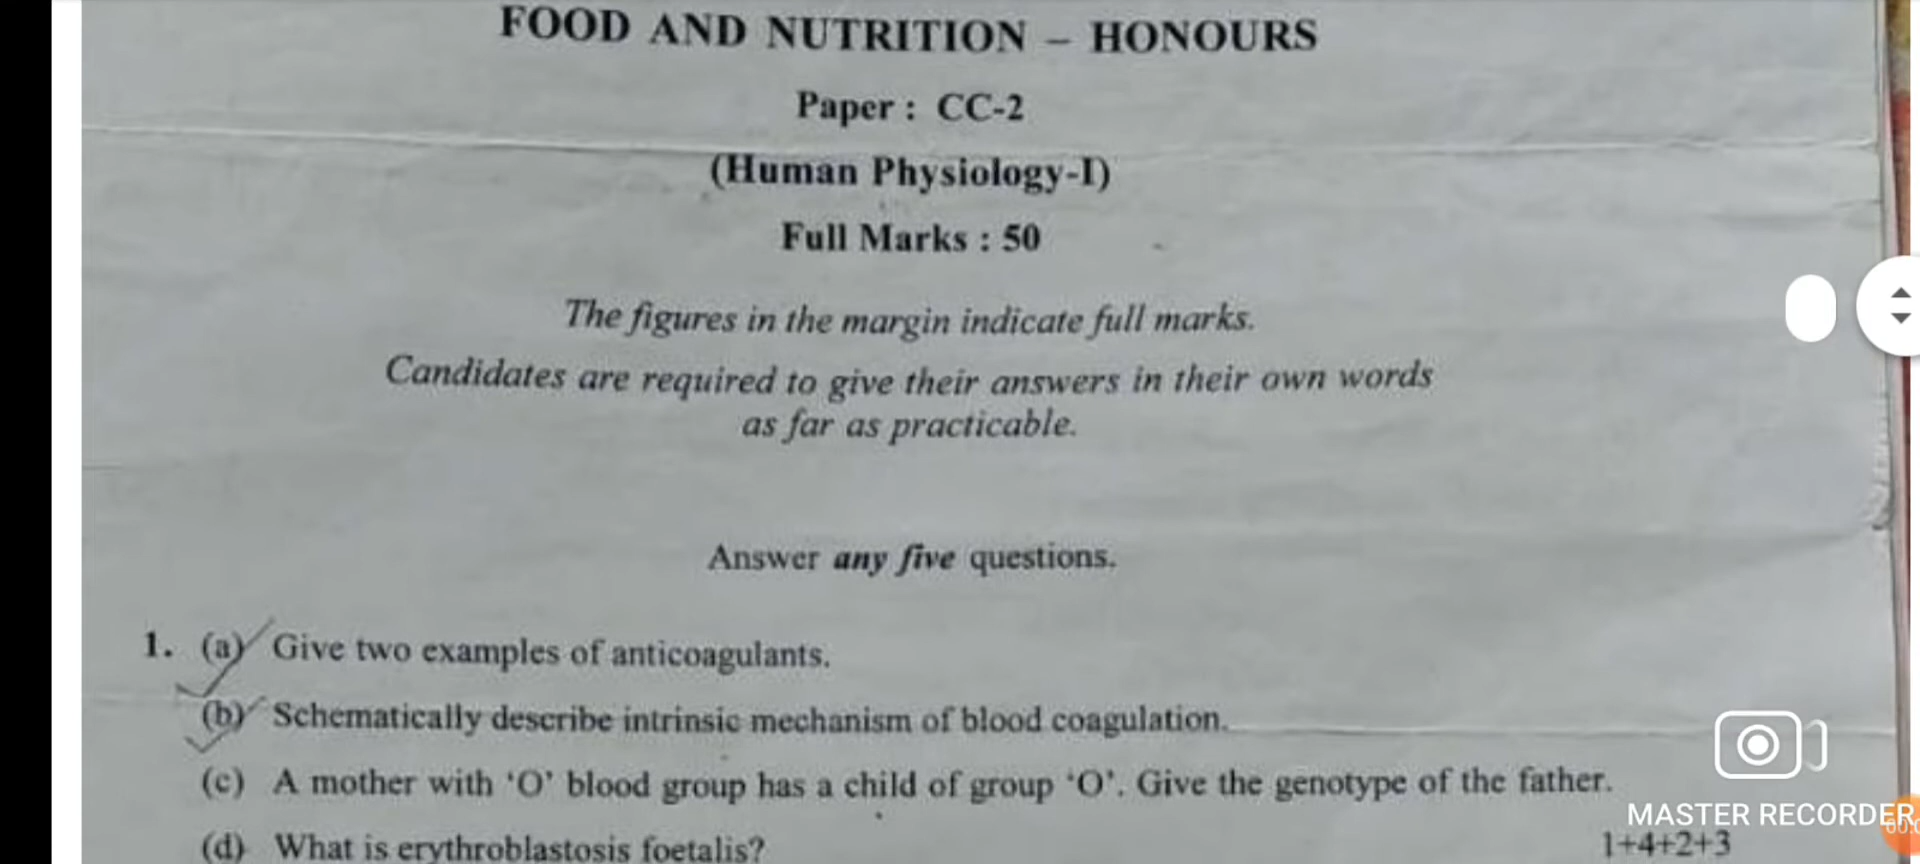 FOOD AND NUTRITION – HONOURS
Paper : CC-2
(Human Physiology-I)
Full Marks : 50
The figures in the margin indicate full marks.
Candidates are required to give their answers in their own words
as far as practicable.
Answer any five questions.
1. (a) Give two examples of anticoagulants.
(b) Schematically describe intrinsic mechanism of blood coagulation.
(c) A mother with ‘O’ blood group has a child of group ‘O’. Give the genotype of the father.
(d) What is erythroblastosis foetalis? 1+4+2+3
MASTER RECORDER